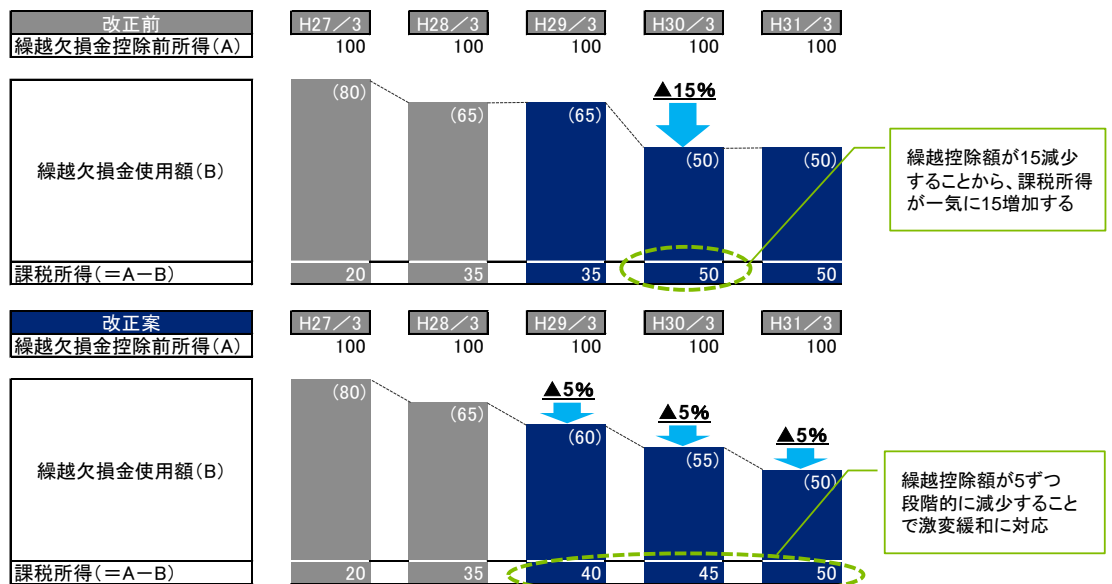 改正前 H27／3 H28／3 H29／3 H30／3 H31／3
繰越欠損金控除前所得（A） 100 100 100 100 100
(80) (65) (65) ▲15% (50) (50)
繰越欠損金使用額（B）
繰越控除額が15減少
することから、課税所得
が一気に15増加する
課税所得（＝A－B） 20 35 35 50 50
改正案 H27／3 H28／3 H29／3 H30／3 H31／3
繰越欠損金控除前所得（A） 100 100 100 100 100
▲5% ▲5% ▲5%
(80) (65) (60) (55) (50)
繰越欠損金使用額（B）
繰越控除額が5ずつ
段階的に減少すること
で激変緩和に対応
課税所得（＝A－B） 20 35 40 45 50